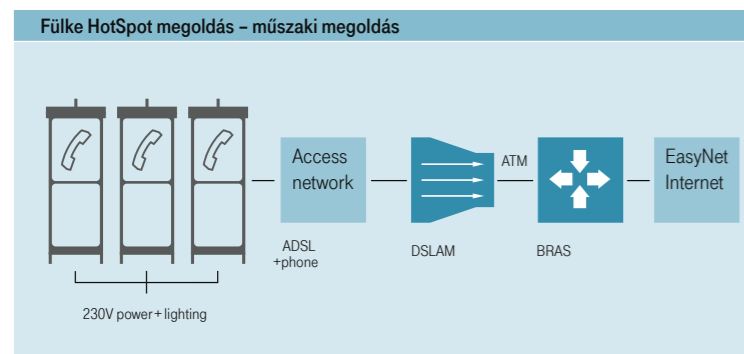 Fülke HotSpot megoldás – műszaki megoldás
Access
network
ATM
EasyNet
Internet
ADSL
+phone
DSLAM
BRAS
230V power + lighting